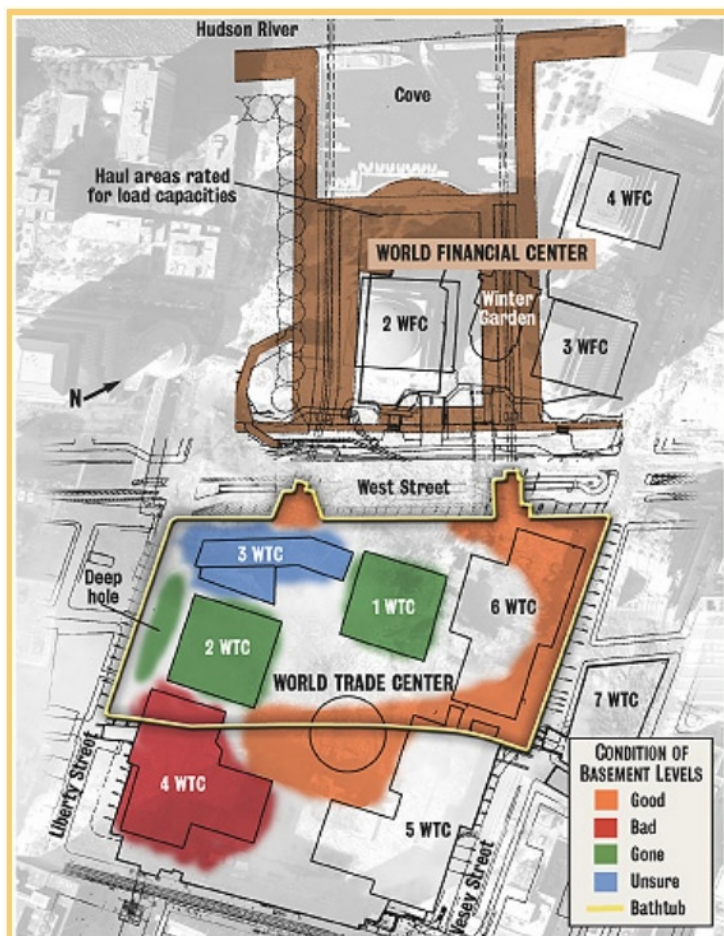 Hudson River
Cove
Haul areas rated
for load capacities
4 WFC
WORLD FINANCIAL CENTER
Winter
Garden
2 WFC
3 WFC
N
West Street
3 WTC
Deep
hole
1 WTC
6 WTC
2 WTC
WORLD TRADE CENTER
7 WTC
4 WTC
5 WTC
Liberty Street
Vesey Street
CONDITION OF
BASEMENT LEVELS
Good
Bad
Gone
Unsure
Bathtub